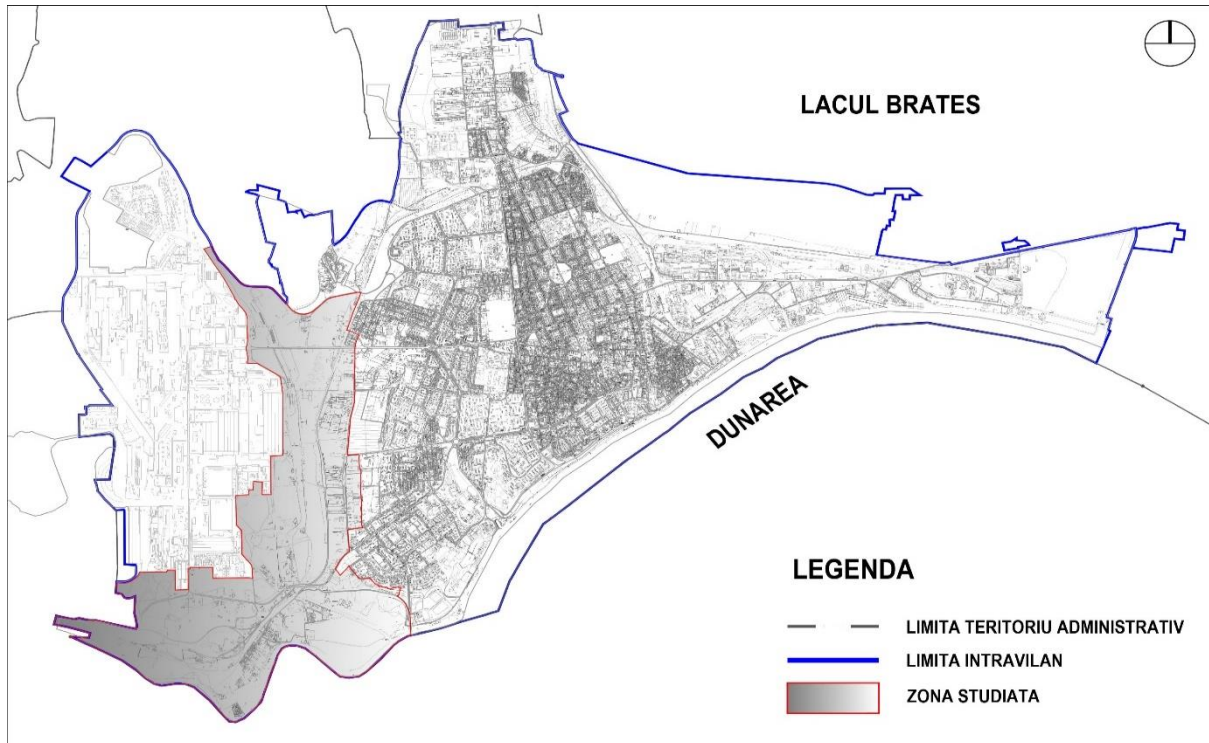 LACUL BRATES
DUNAREA
LEGENDA
LIMITA TERITORIU ADMINISTRATIV
LIMITA INTRAVILAN
ZONA STUDIATA